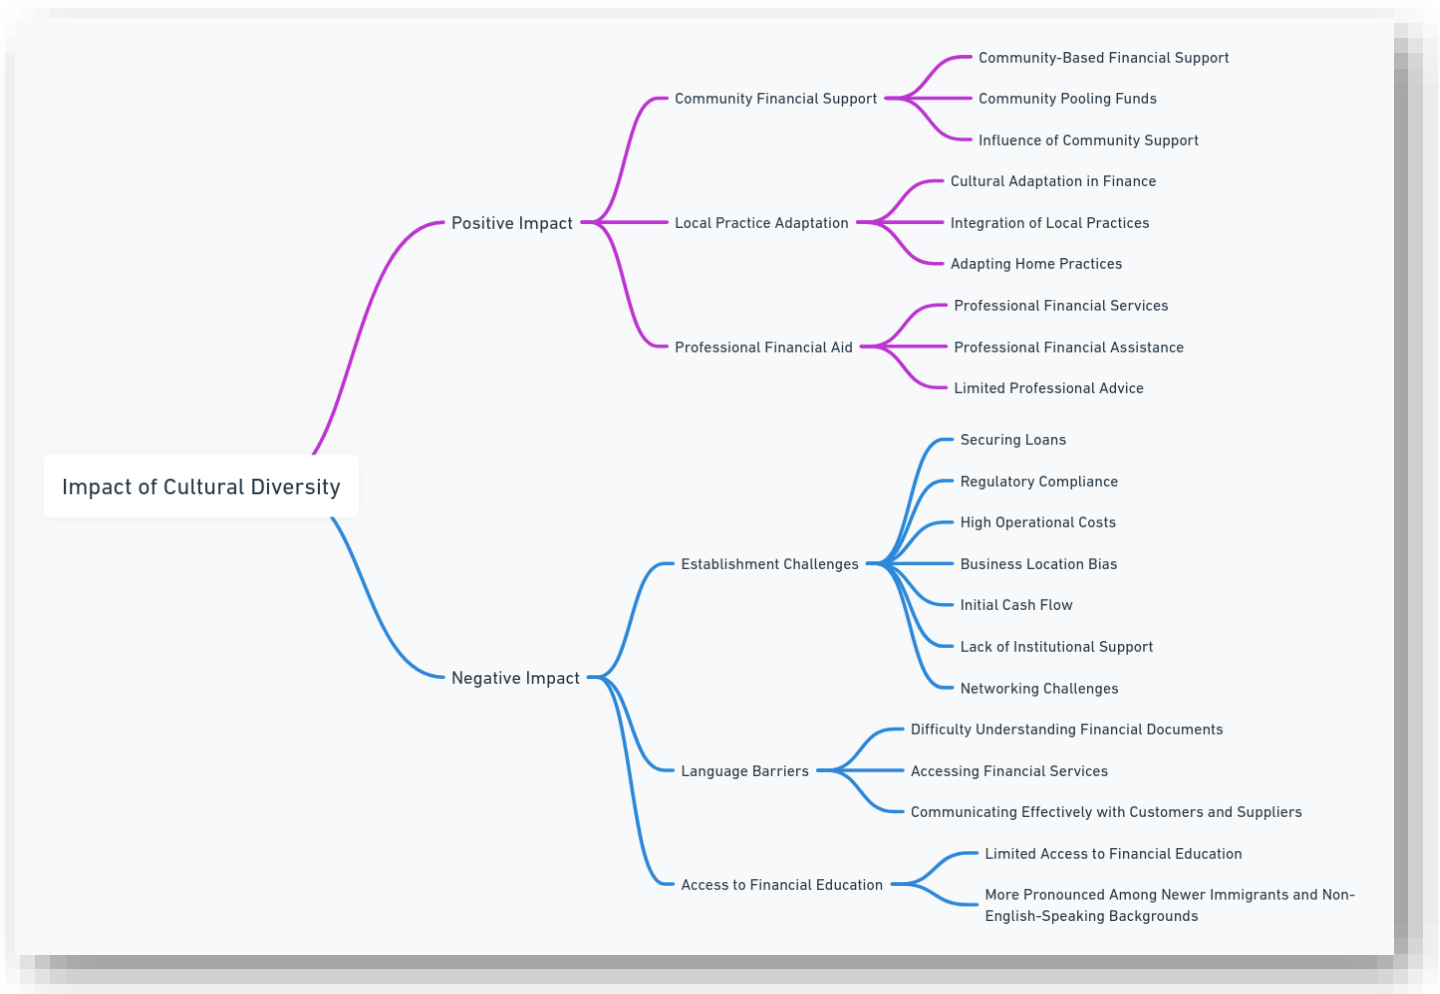 Impact of Cultural Diversity
Positive Impact
Community Financial Support
Community-Based Financial Support
Community Pooling Funds
Influence of Community Support
Local Practice Adaptation
Cultural Adaptation in Finance
Integration of Local Practices
Adapting Home Practices
Professional Financial Aid
Professional Financial Services
Professional Financial Assistance
Limited Professional Advice
Negative Impact
Establishment Challenges
Securing Loans
Regulatory Compliance
High Operational Costs
Business Location Bias
Initial Cash Flow
Lack of Institutional Support
Networking Challenges
Language Barriers
Difficulty Understanding Financial Documents
Accessing Financial Services
Communicating Effectively with Customers and Suppliers
Access to Financial Education
Limited Access to Financial Education
More Pronounced Among Newer Immigrants and Non-
English-Speaking Backgrounds